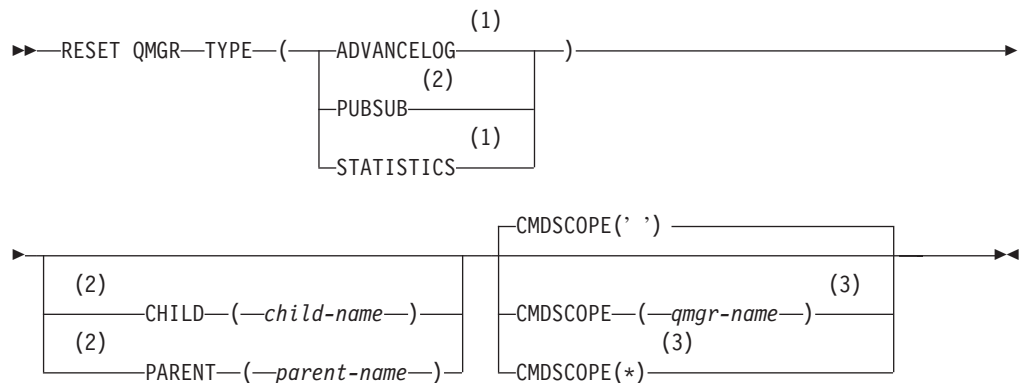 (1)
RESET QMGR TYPE ( ADVANCELOG )
(2)
PUBSUB
(1)
STATISTICS
CMDSCOPE(’ ’)
(2) (3)
CHILD ( child-name ) CMDSCOPE ( qmgr-name )
(2) (3)
PARENT ( parent-name ) CMDSCOPE(*)